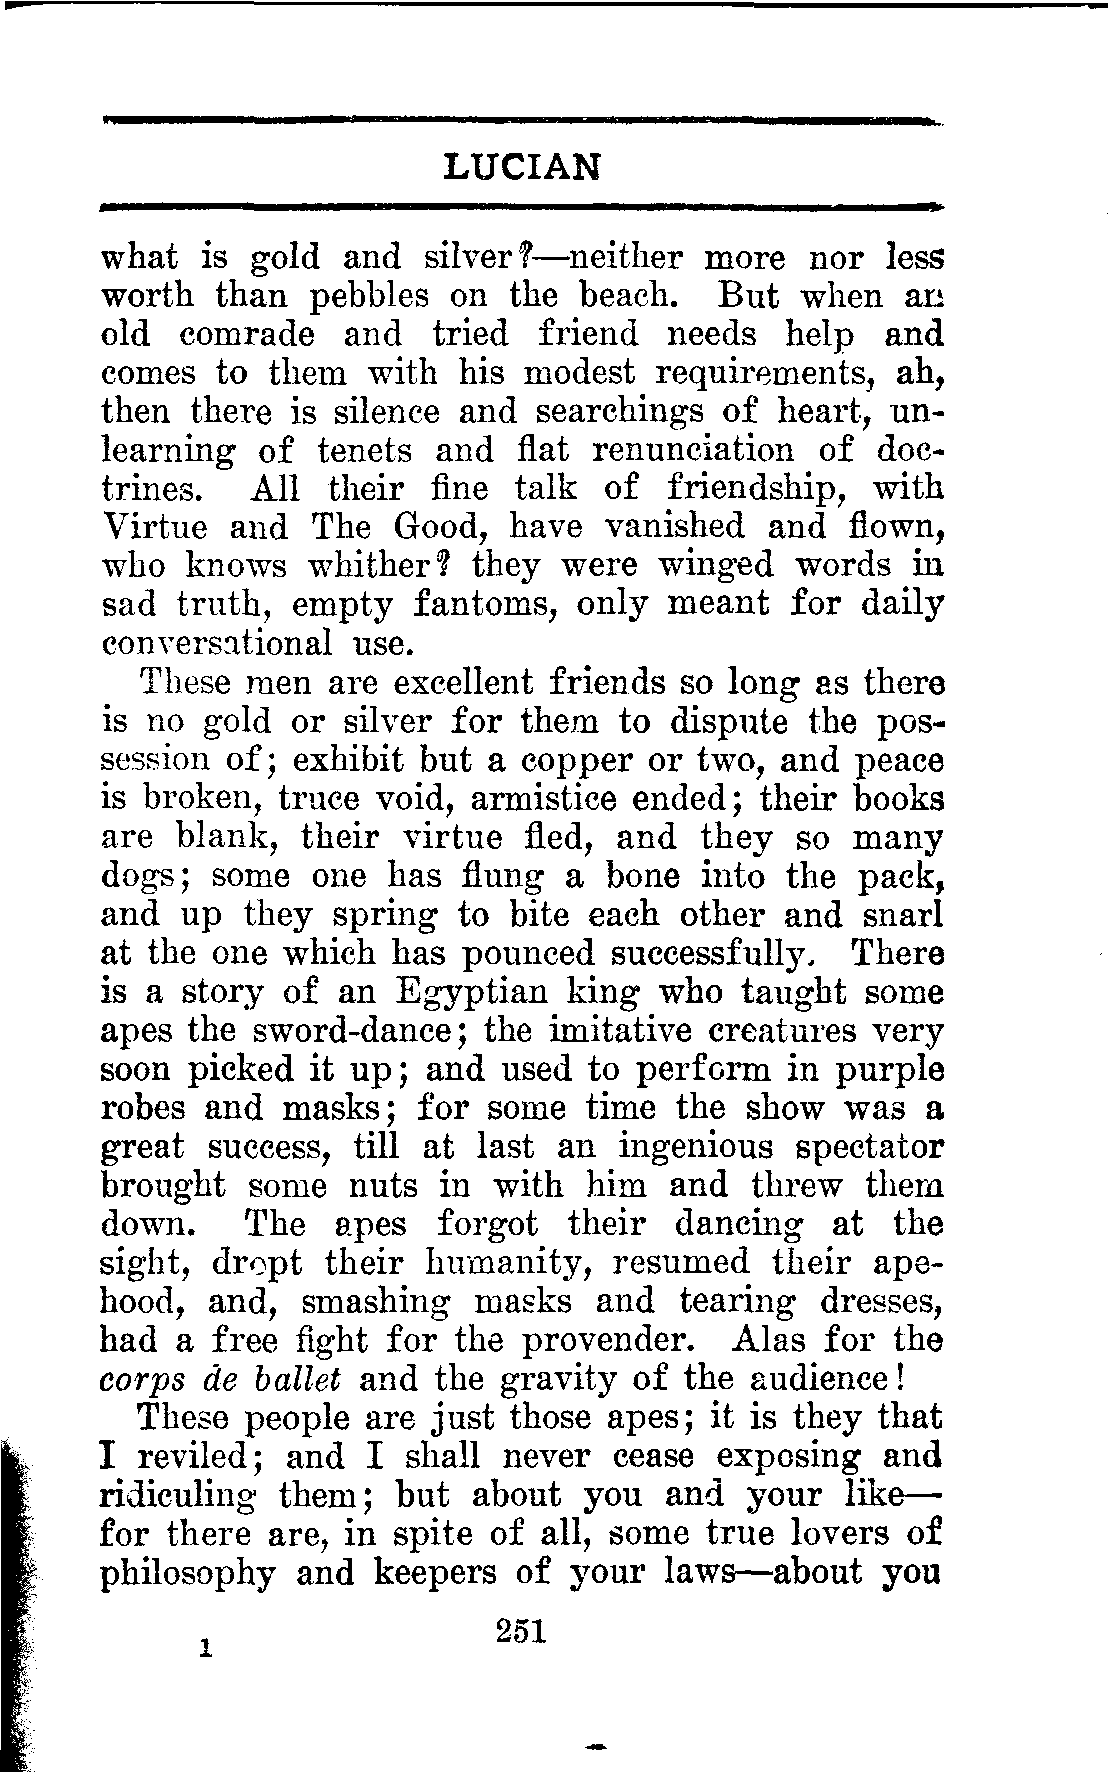 LUCIAN
what is gold and silver?—neither more nor less
worth than pebbles on the beach. But when an
old comrade and tried friend needs help and
comes to them with his modest requirements, ah,
then there is silence and searchings of heart, un-
learning of tenets and flat renunciation of doc-
trines. All their fine talk of friendship, with
Virtue and The Good, have vanished and flown,
who knows whither? they were winged words in
sad truth, empty fantoms, only meant for daily
conversational use.
These men are excellent friends so long as there
is no gold or silver for them to dispute the pos-
session of; exhibit but a copper or two, and peace
is broken, truce void, armistice ended; their books
are blank, their virtue fled, and they so many
dogs; some one has flung a bone into the pack,
and up they spring to bite each other and snarl
at the one which has pounced successfully. There
is a story of an Egyptian king who taught some
apes the sword-dance; the imitative creatures very
soon picked it up; and used to perform in purple
robes and masks; for some time the show was a
great success, till at last an ingenious spectator
brought some nuts in with him and threw them
down. The apes forgot their dancing at the
sight, dropt their humanity, resumed their ape-
hood, and, smashing masks and tearing dresses,
had a free fight for the provender. Alas for the
corps de ballet and the gravity of the audience!
These people are just those apes; it is they that
I reviled; and I shall never cease exposing and
ridiculing them; but about you and your like—
for there are, in spite of all, some true lovers of
philosophy and keepers of your laws—about you
251
1